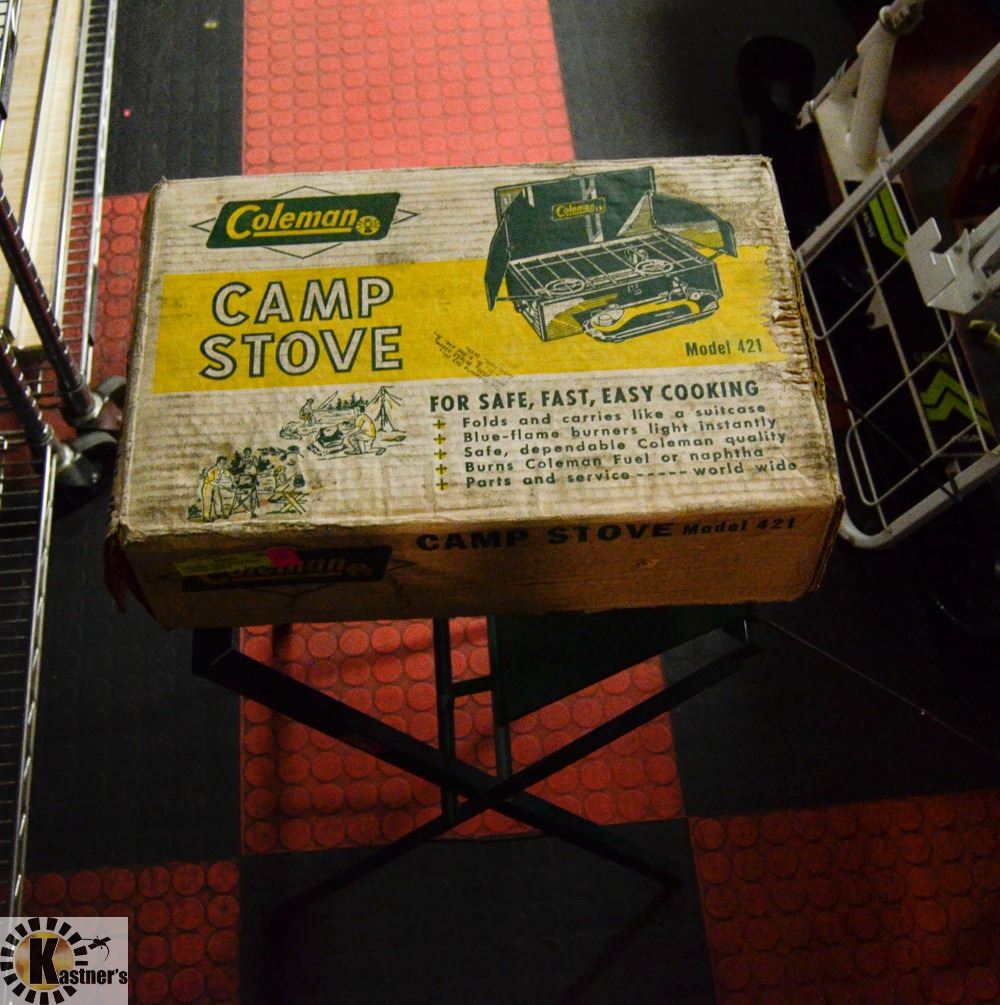 Coleman
CAMP
STOVE
Coleman
Model 421
FOR SAFE, FAST, EASY COOKING
+ Folds and carries like a suitcase
+ Blue-flame burners light instantly
+ Safe, dependable Coleman quality
+ Burns Coleman Fuel or naphtha
+ Parts and service ----- world wide
CAMP STOVE Model 421
Coleman
Kastner's